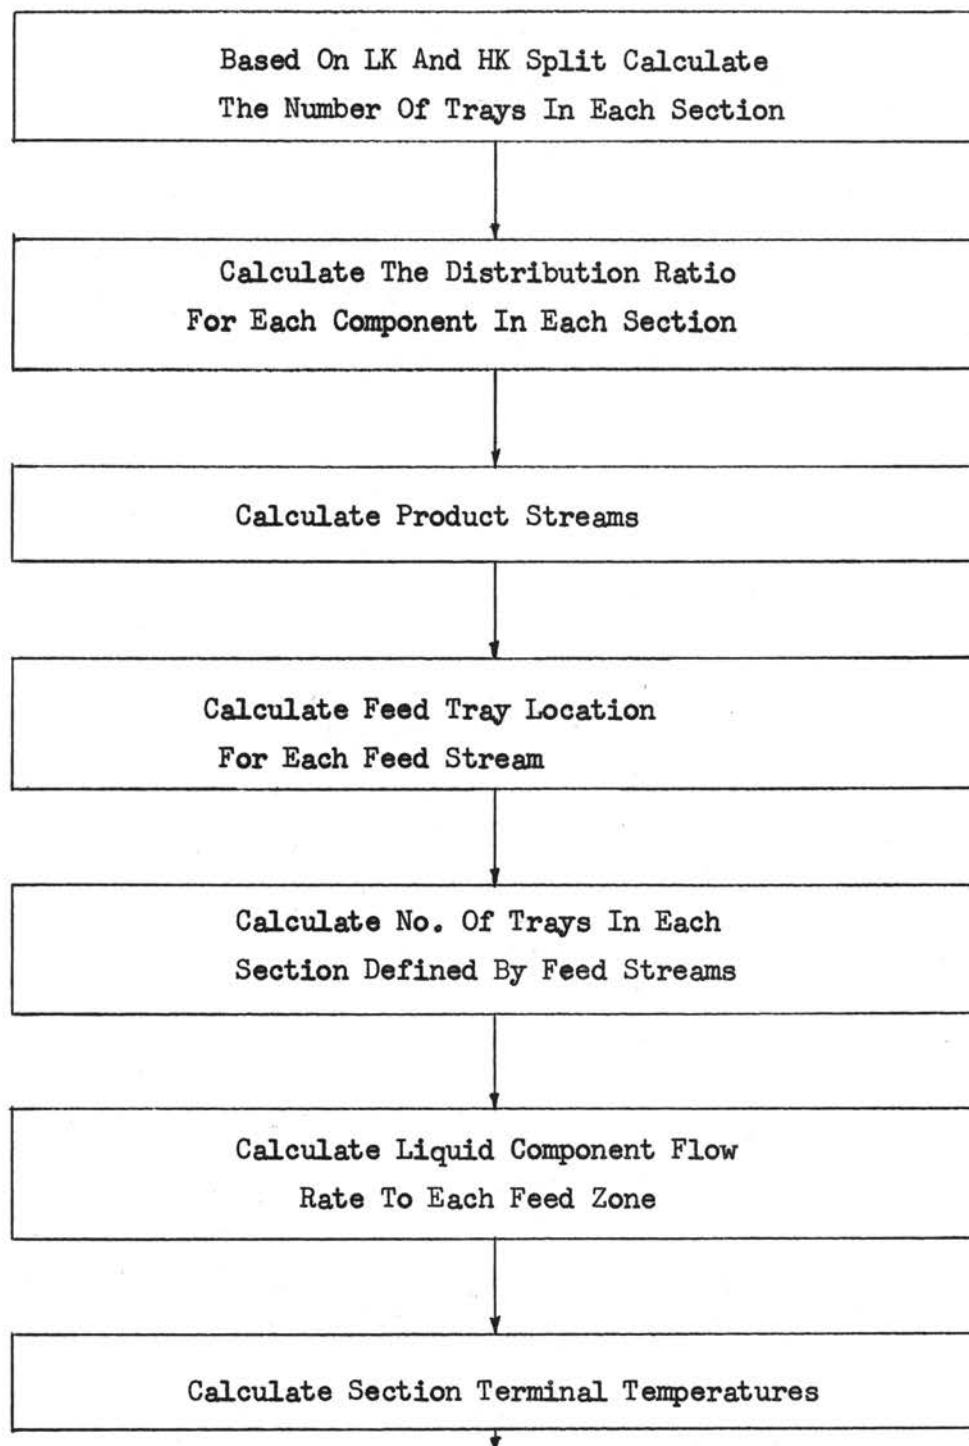 Based On LK And HK Split Calculate
The Number Of Trays In Each Section
Calculate The Distribution Ratio
For Each Component In Each Section
Calculate Product Streams
Calculate Feed Tray Location
For Each Feed Stream
Calculate No. Of Trays In Each
Section Defined By Feed Streams
Calculate Liquid Component Flow
Rate To Each Feed Zone
Calculate Section Terminal Temperatures